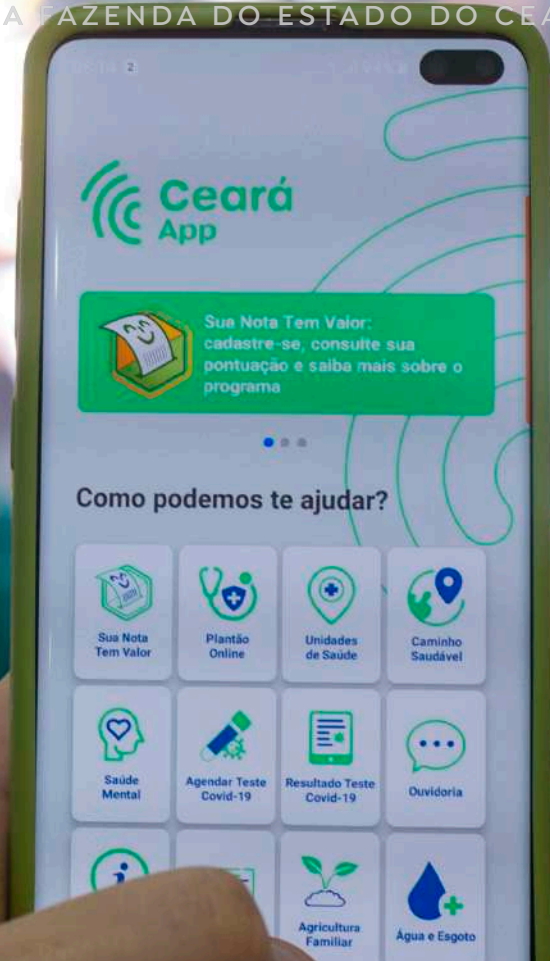 A FAZENDA DO ESTADO DO CEA
2
Ceará
App
Sua Nota Tem Valor:
cadastre-se, consulte sua
pontuação e saiba mais sobre o
programa
Como podemos te ajudar?
Sua Nota
Tem Valor
Plantão
Online
Unidades
de Saúde
Caminho
Saudável
Saúde
Mental
Agendar Teste
Covid-19
Resultado Teste
Covid-19
Ouvidoria
Agricultura
Familiar
Água e Esgoto